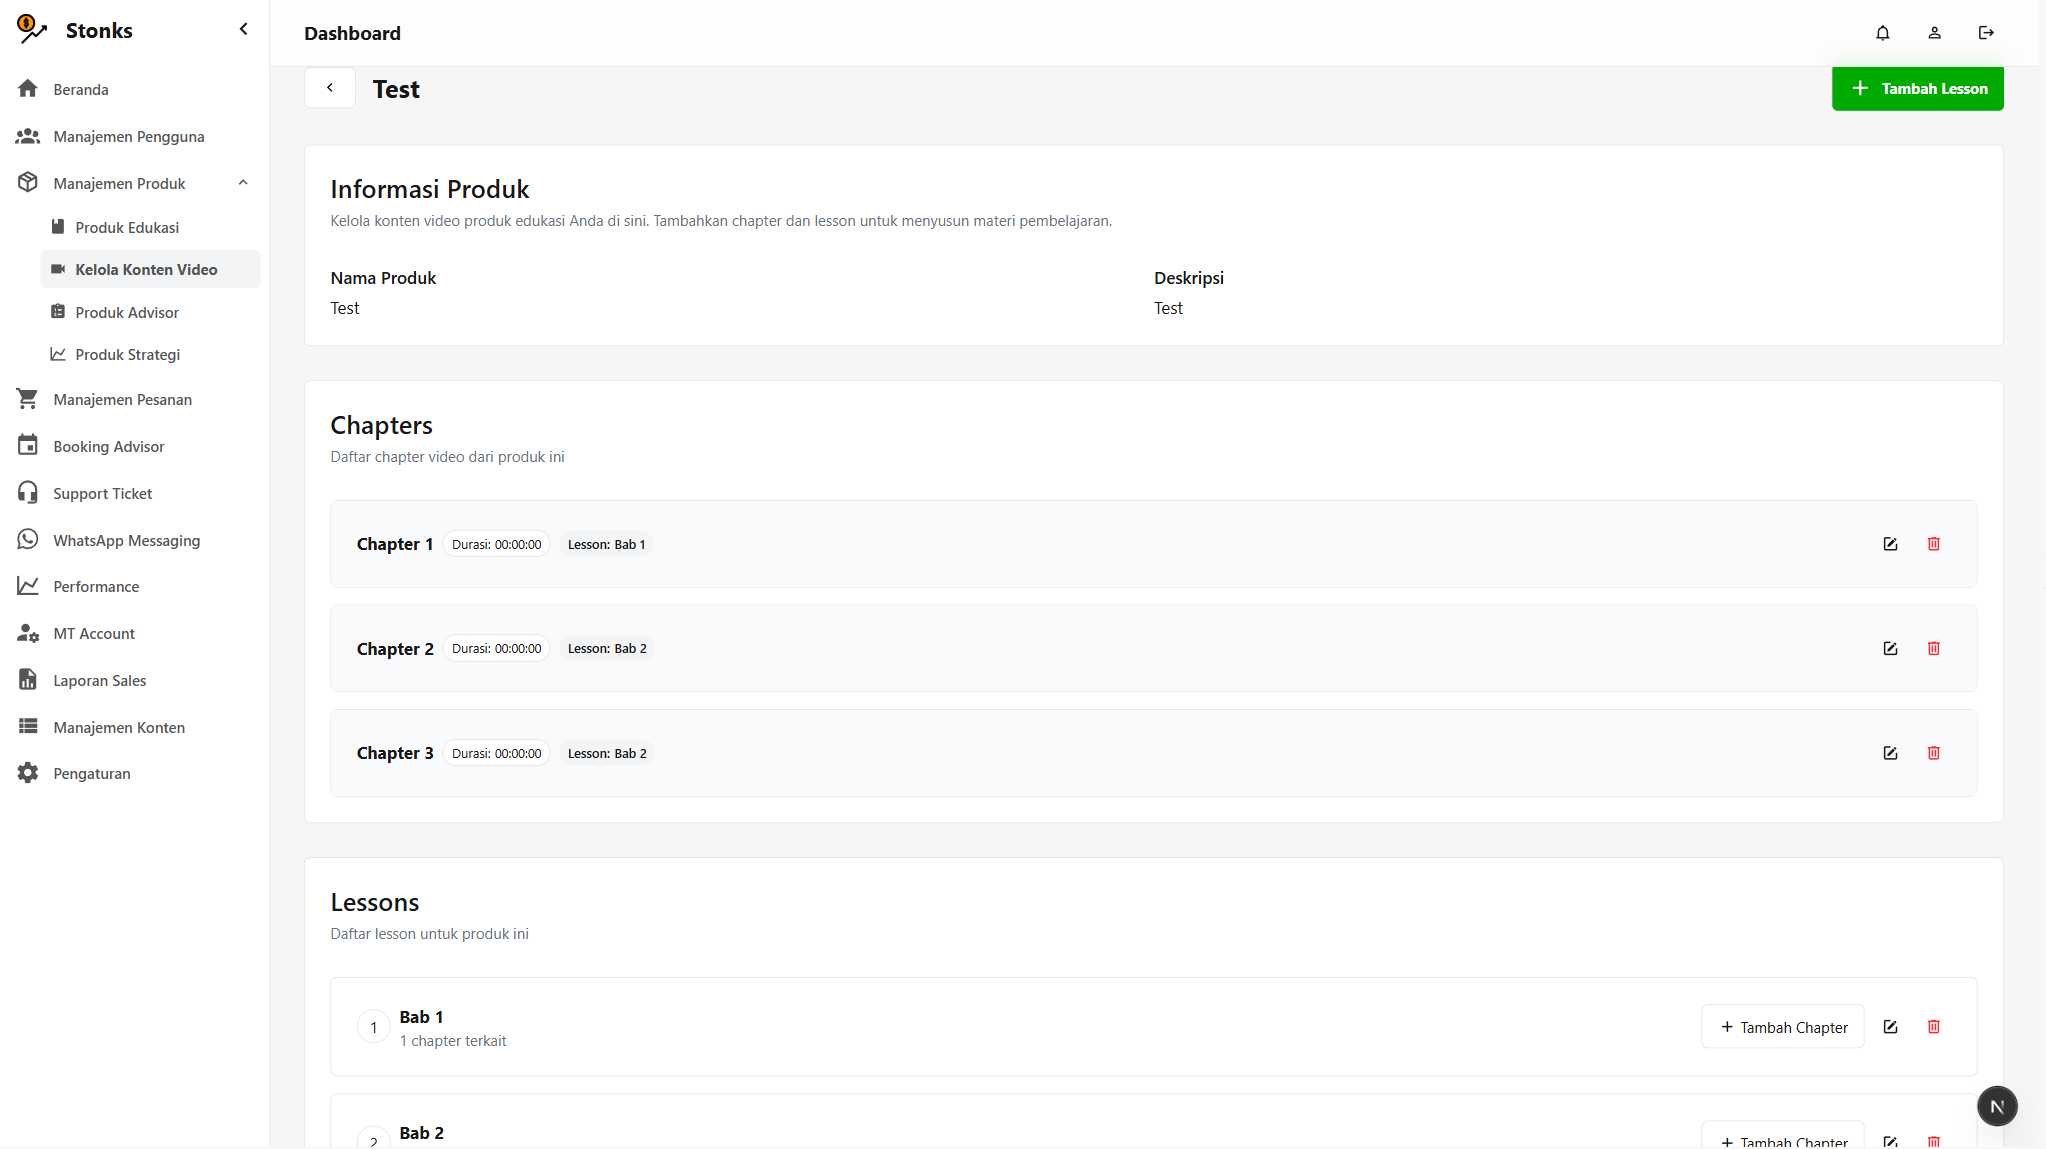 Stonks
Dashboard
Beranda
Manajemen Pengguna
Manajemen Produk
Produk Edukasi
Kelola Konten Video
Produk Advisor
Produk Strategi
Manajemen Pesanan
Booking Advisor
Support Ticket
WhatsApp Messaging
Performance
MT Account
Laporan Sales
Manajemen Konten
Pengaturan
Test
Tambah Lesson
Informasi Produk
Kelola konten video produk edukasi Anda di sini. Tambahkan chapter dan lesson untuk menyusun materi pembelajaran.
Nama Produk
Test
Deskripsi
Test
Chapters
Daftar chapter video dari produk ini
Chapter 1 Durasi: 00:00:00 Lesson: Bab 1
Chapter 2 Durasi: 00:00:00 Lesson: Bab 2
Chapter 3 Durasi: 00:00:00 Lesson: Bab 2
Lessons
Daftar lesson untuk produk ini
1
Bab 1
1 chapter terkait
+ Tambah Chapter
2
Bab 2
+ Tambah Chapter
N